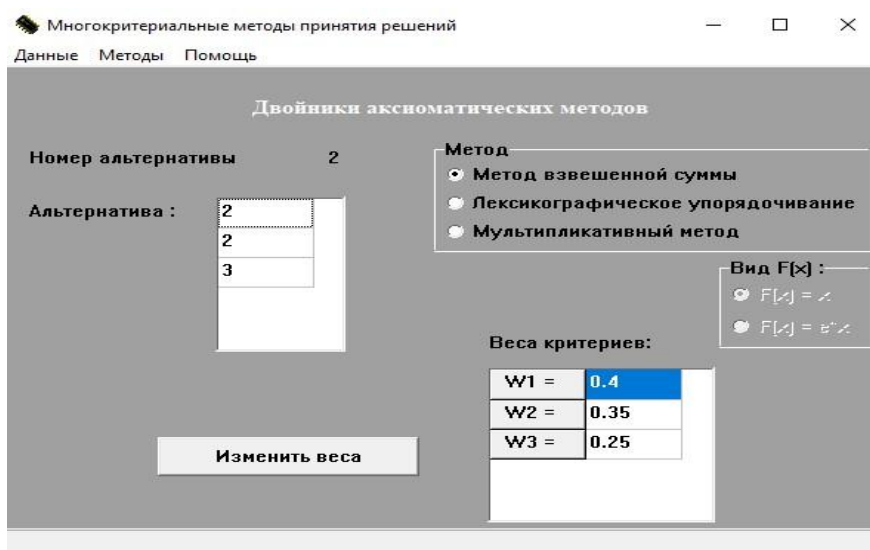 Многокритериальные методы принятия решений
Данные Методы Помощь
Двойники аксиоматических методов
Номер альтернативы 2
Альтернатива :
2
2
3
Метод
Метод взвешенной суммы
Лексикографическое упорядочивание
Мультипликативный метод
Вид F(x) :
F(x) = x
Веса критериев:
W1 = 0.4
W2 = 0.35
W3 = 0.25
Изменить веса